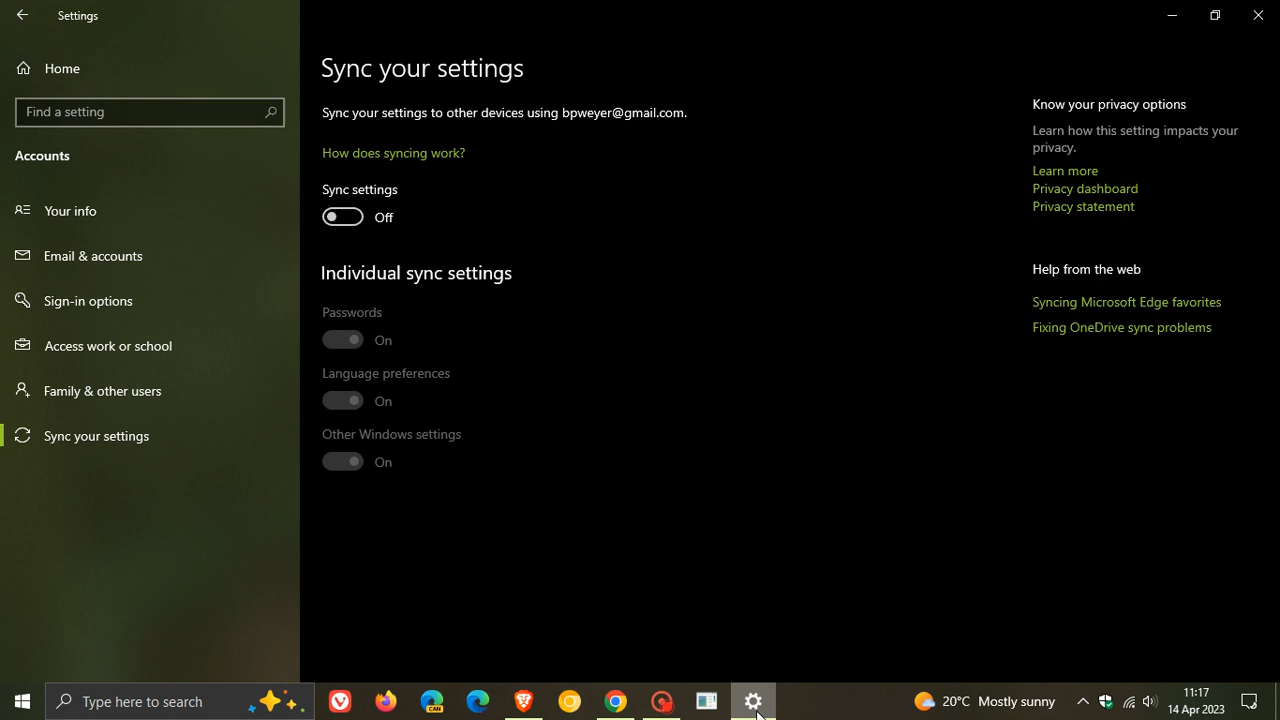 Settings
Home
Find a setting
Accounts
Your info
Email & accounts
Sign-in options
Access work or school
Family & other users
Sync your settings
Sync your settings
Sync your settings to other devices using bpweyer@gmail.com.
How does syncing work?
Sync settings
Off
Individual sync settings
Passwords
On
Language preferences
On
Other Windows settings
On
Know your privacy options
Learn how this setting impacts your
privacy.
Learn more
Privacy dashboard
Privacy statement
Help from the web
Syncing Microsoft Edge favorites
Fixing OneDrive sync problems
Type here to search
CAN
20°C Mostly sunny
11:17
14 Apr 2023